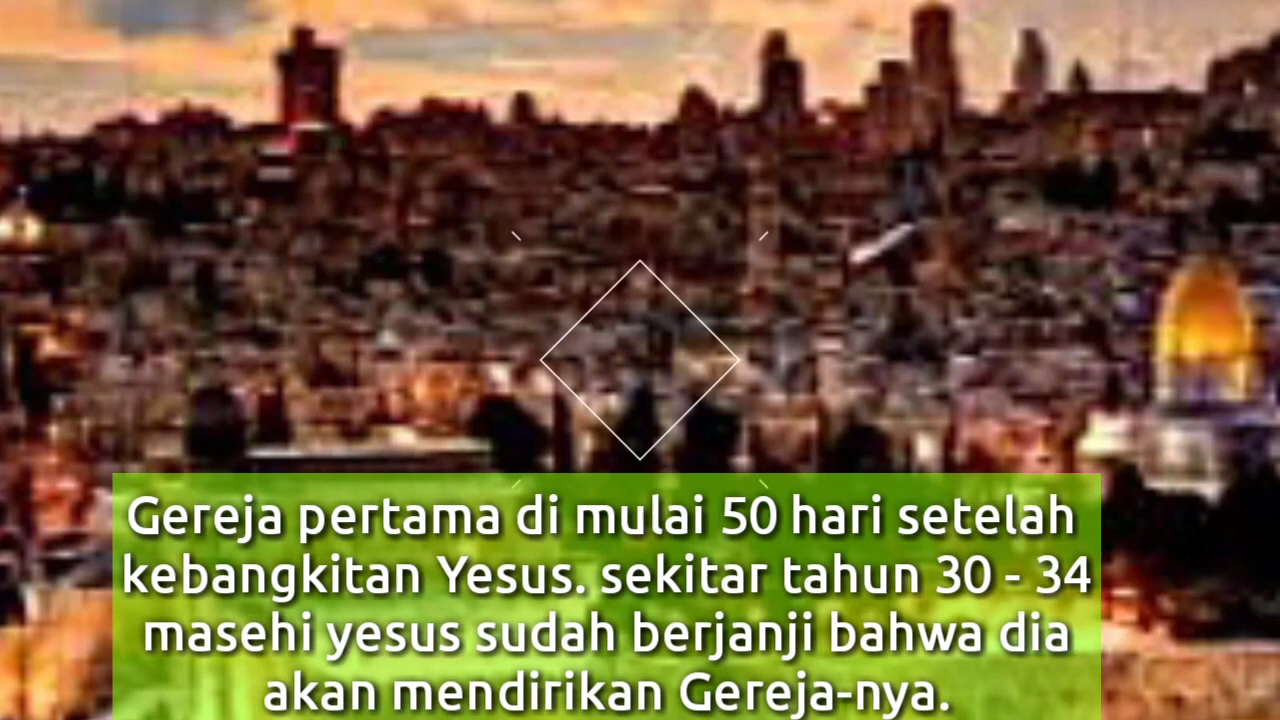 Gereja pertama di mulai 50 hari setelah
kebangkitan Yesus. sekitar tahun 30 - 34
masehi yesus sudah berjanji bahwa dia
akan mendirikan Gereja-nya.